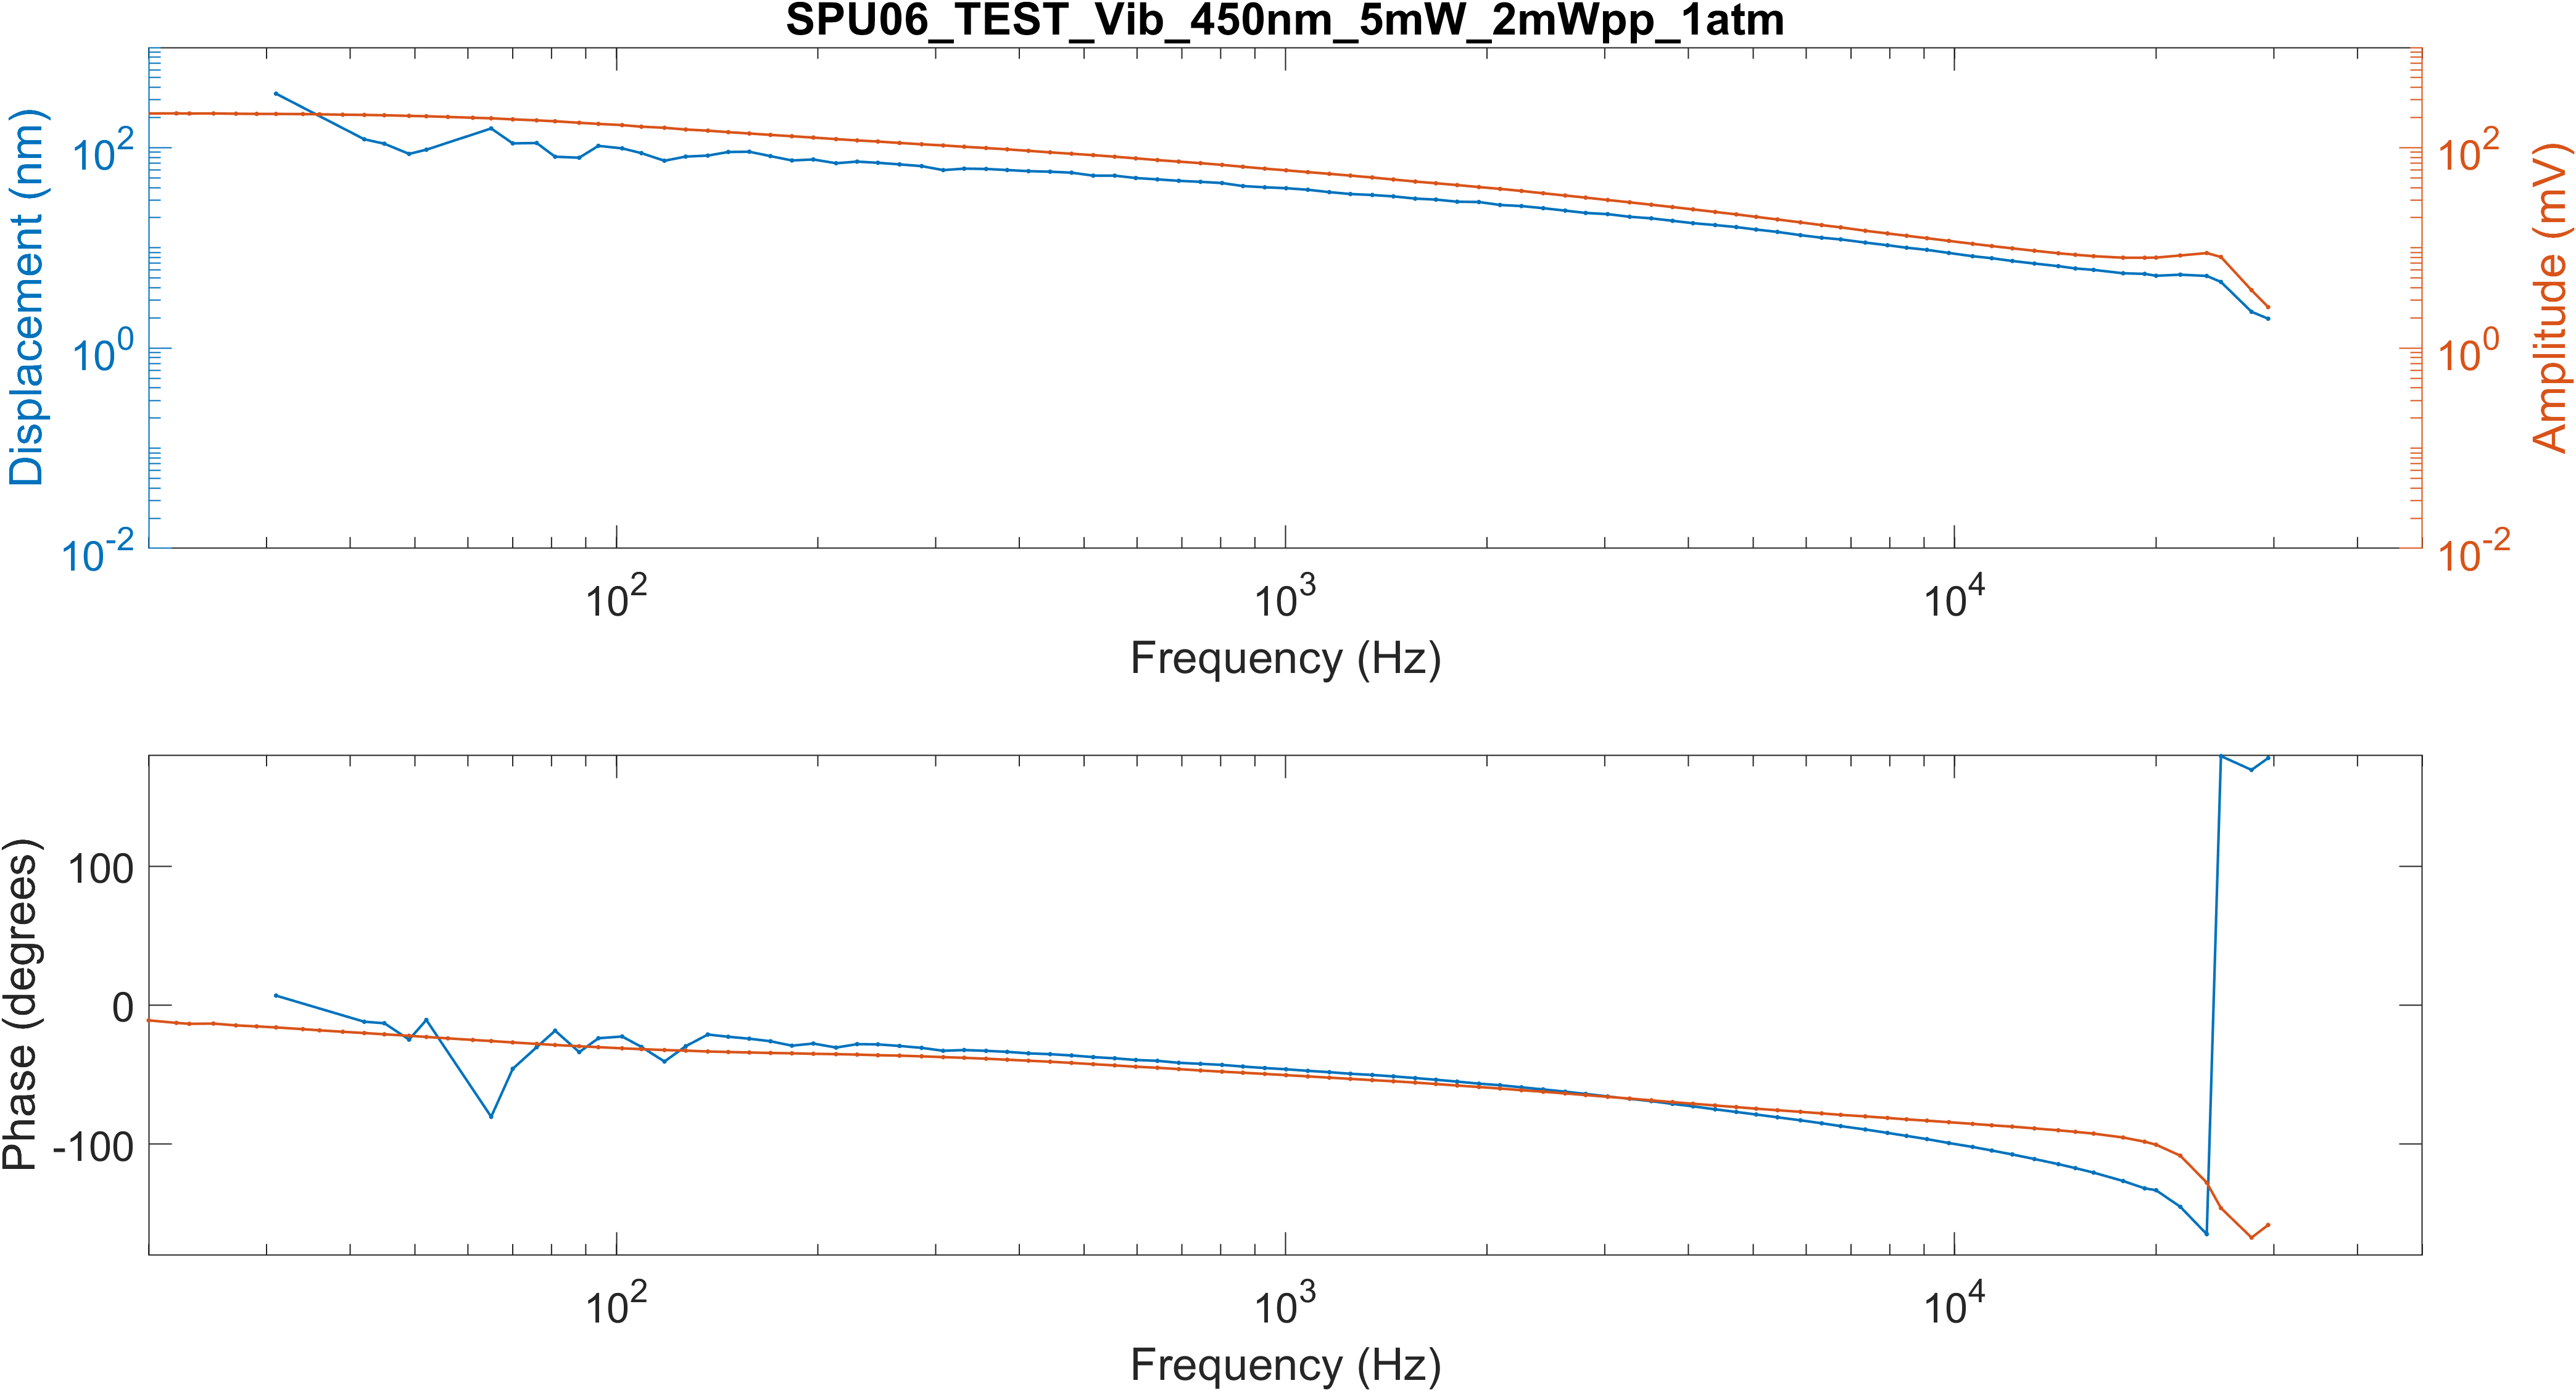 SPU06_TEST_Vib_450nm_5mW_2mWpp_1atm
Displacement (nm)
10^2
10^0
10^-2
Amplitude (mV)
10^2
10^0
10^-2
10^2 10^3 10^4
Frequency (Hz)
Phase (degrees)
100
0
-100
10^2 10^3 10^4
Frequency (Hz)